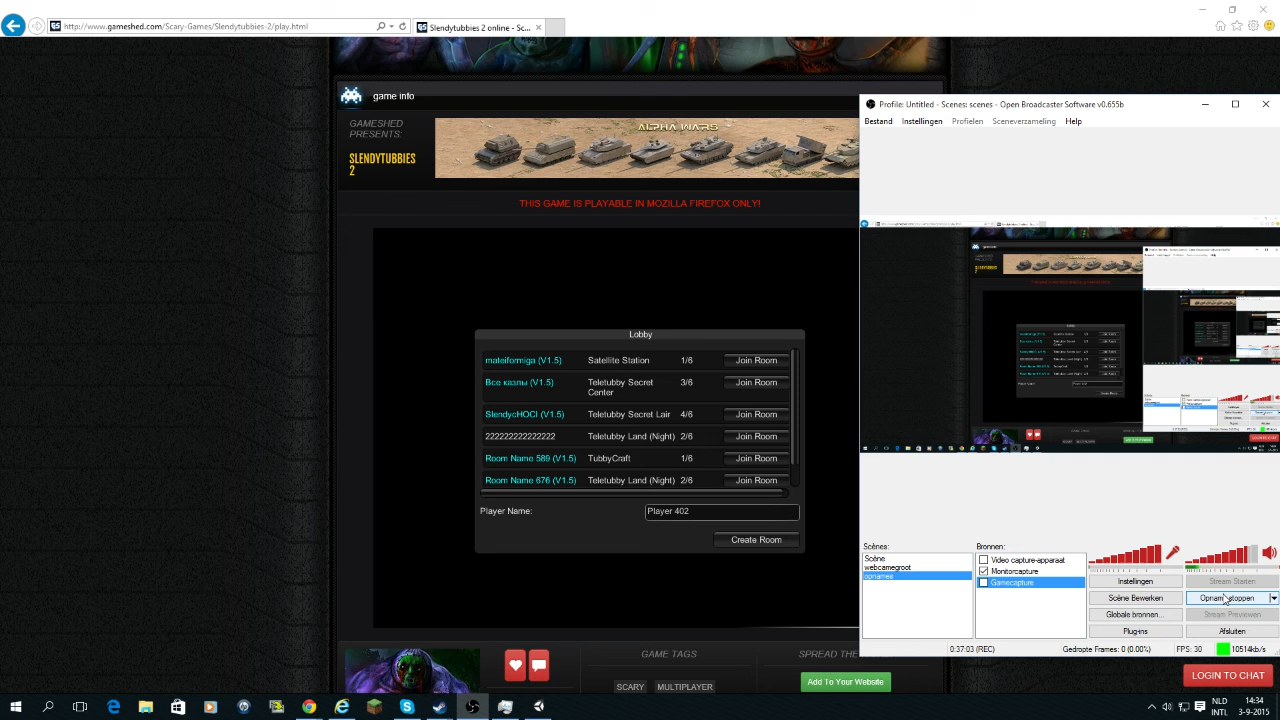 http://www.gameshed.com/Scary-Games/Slendytubbies-2/play.html
Slendytubbies 2 online - Sc...
game info
GAMESHED
PRESENTS:
SLENDYTUBBIES
2
ALPHA WARS
THIS GAME IS PLAYABLE IN MOZILLA FIREFOX ONLY!
Lobby
mateiformiga (V1.5) Satellite Station 1/6 Join Room
Teletubby Secret Center 3/6 Join Room
(V1.5) Teletubby Secret Lair 4/6 Join Room
Teletubby Land (Night) 2/6 Join Room
Room Name 589 (V1.5) TubbyCraft 1/6 Join Room
Room Name 676 (V1.5) Teletubby Land (Night) 2/6 Join Room
Player Name: Player 402
Create Room
GAME TAGS
SCARY MULTIPLAYER
SPREAD THE
Add To Your Website
Profile: Untitled - Scenes: scenes - Open Broadcaster Software v0.655b
Bestand Instellingen Profielen Sceneverzameling Help
Scènes:
Scène
webcamegroot
opnames
Bronnen:
Video capture-apparaat
Monitorcapture
Gamecapture
Instellingen Stream Starten
Scène Bewerken Opname stoppen
Globale bronnen... Stream Previewen
Plug-ins Afsluiten
0:37:03 (REC) Gedropte Frames: 0 (0.00%) FPS: 30 10514kb/s
LOGIN TO CHAT
NLD
INTL
14:34
3-9-2015